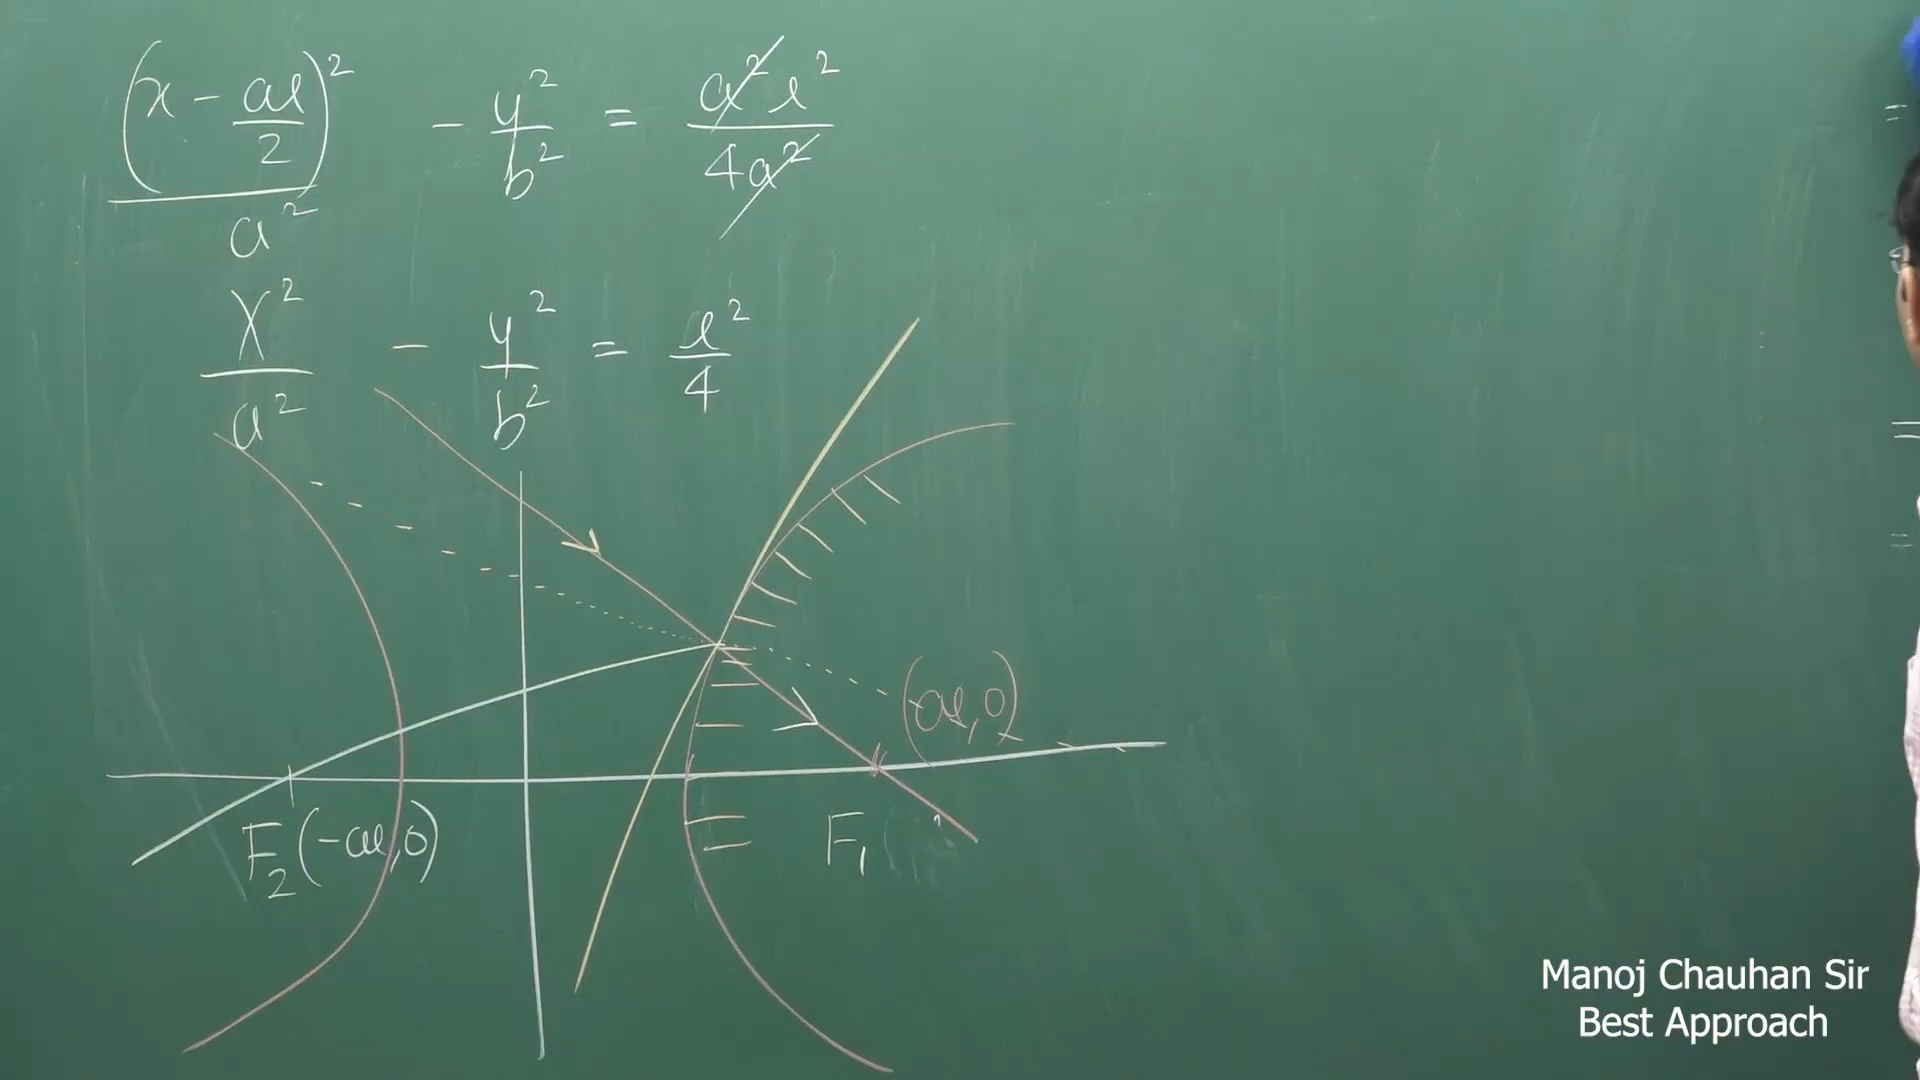 (x - ae/2)² / a² - y²/b² = a²e²/4a²
X²/a² - y²/b² = e²/4
(ae,0)
F₂(-ae,0)
F₁
=
=
=
Manoj Chauhan Sir
Best Approach